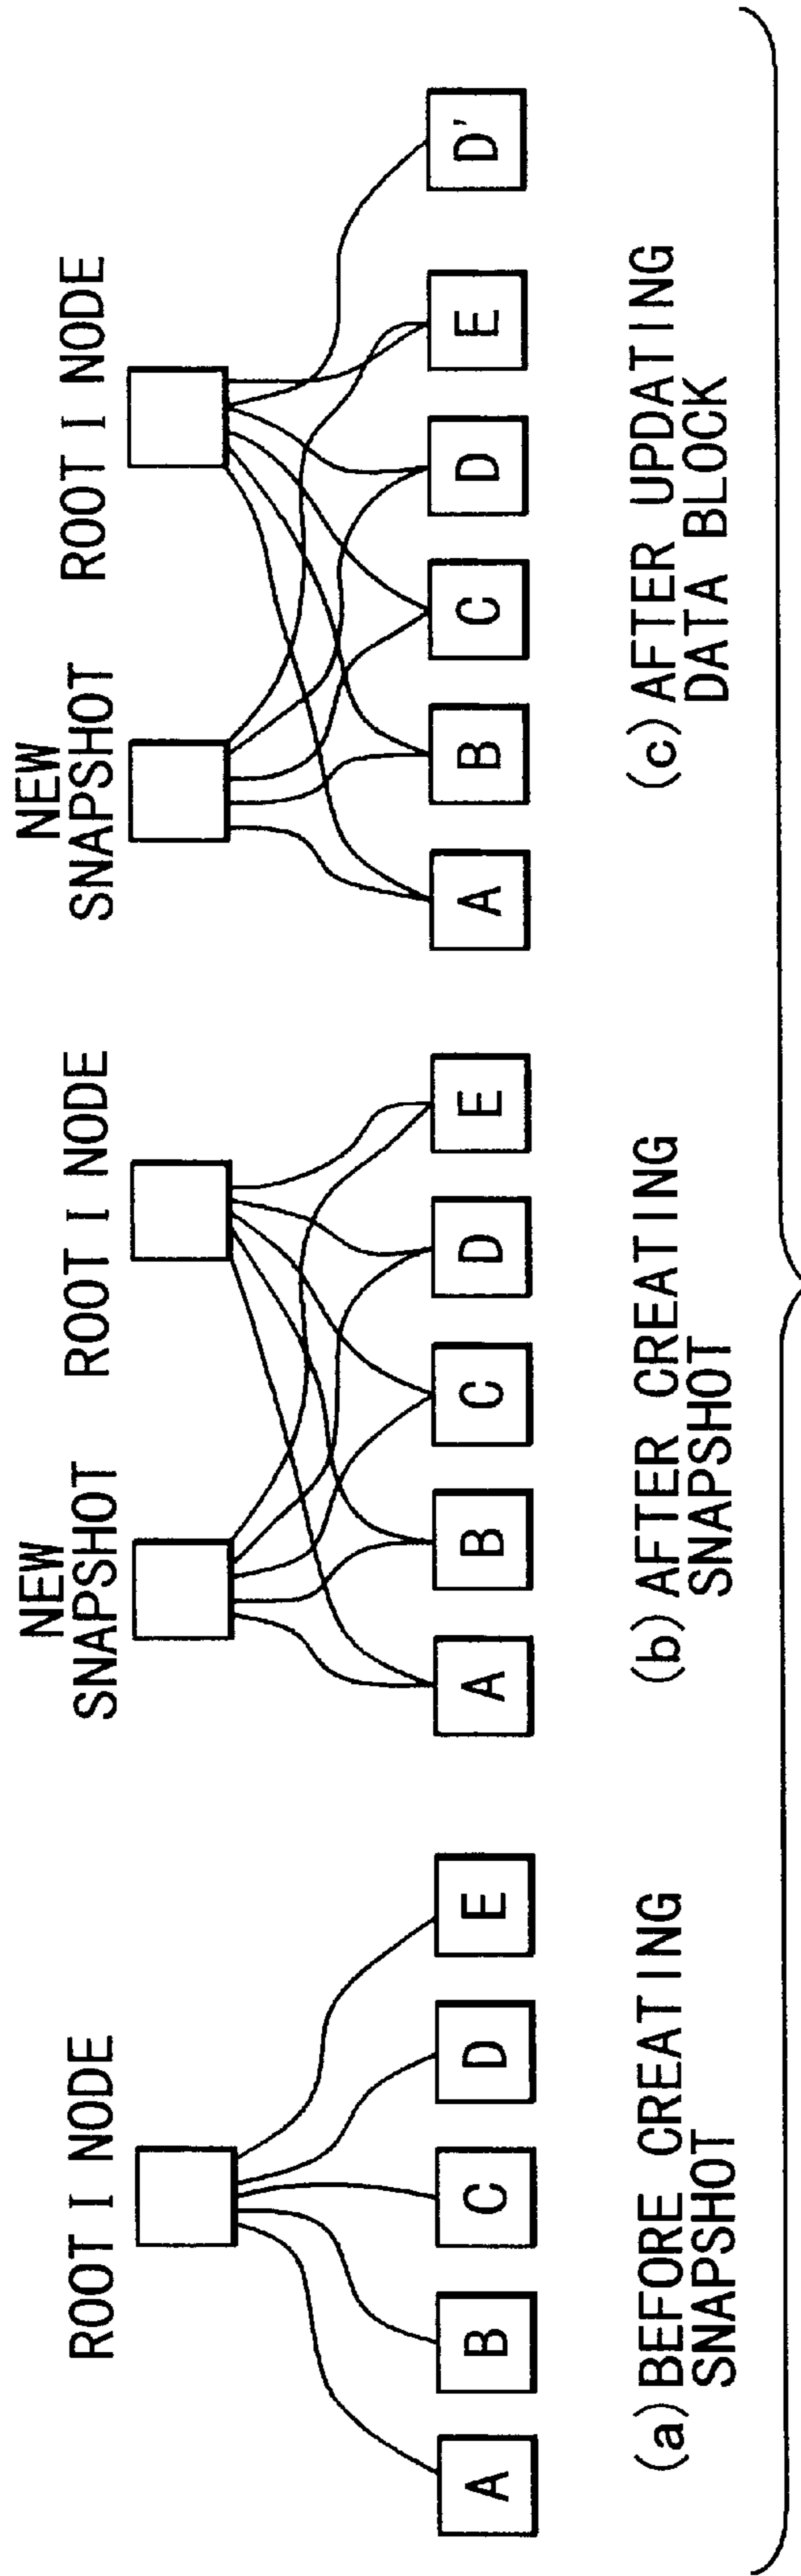 ROOT I NODE
A
B
C
D
E
(a) BEFORE CREATING
SNAPSHOT
NEW
SNAPSHOT
ROOT I NODE
A
B
C
D
E
(b) AFTER CREATING
SNAPSHOT
NEW
SNAPSHOT
ROOT I NODE
A
B
C
D
E
D'
(c) AFTER UPDATING
DATA BLOCK